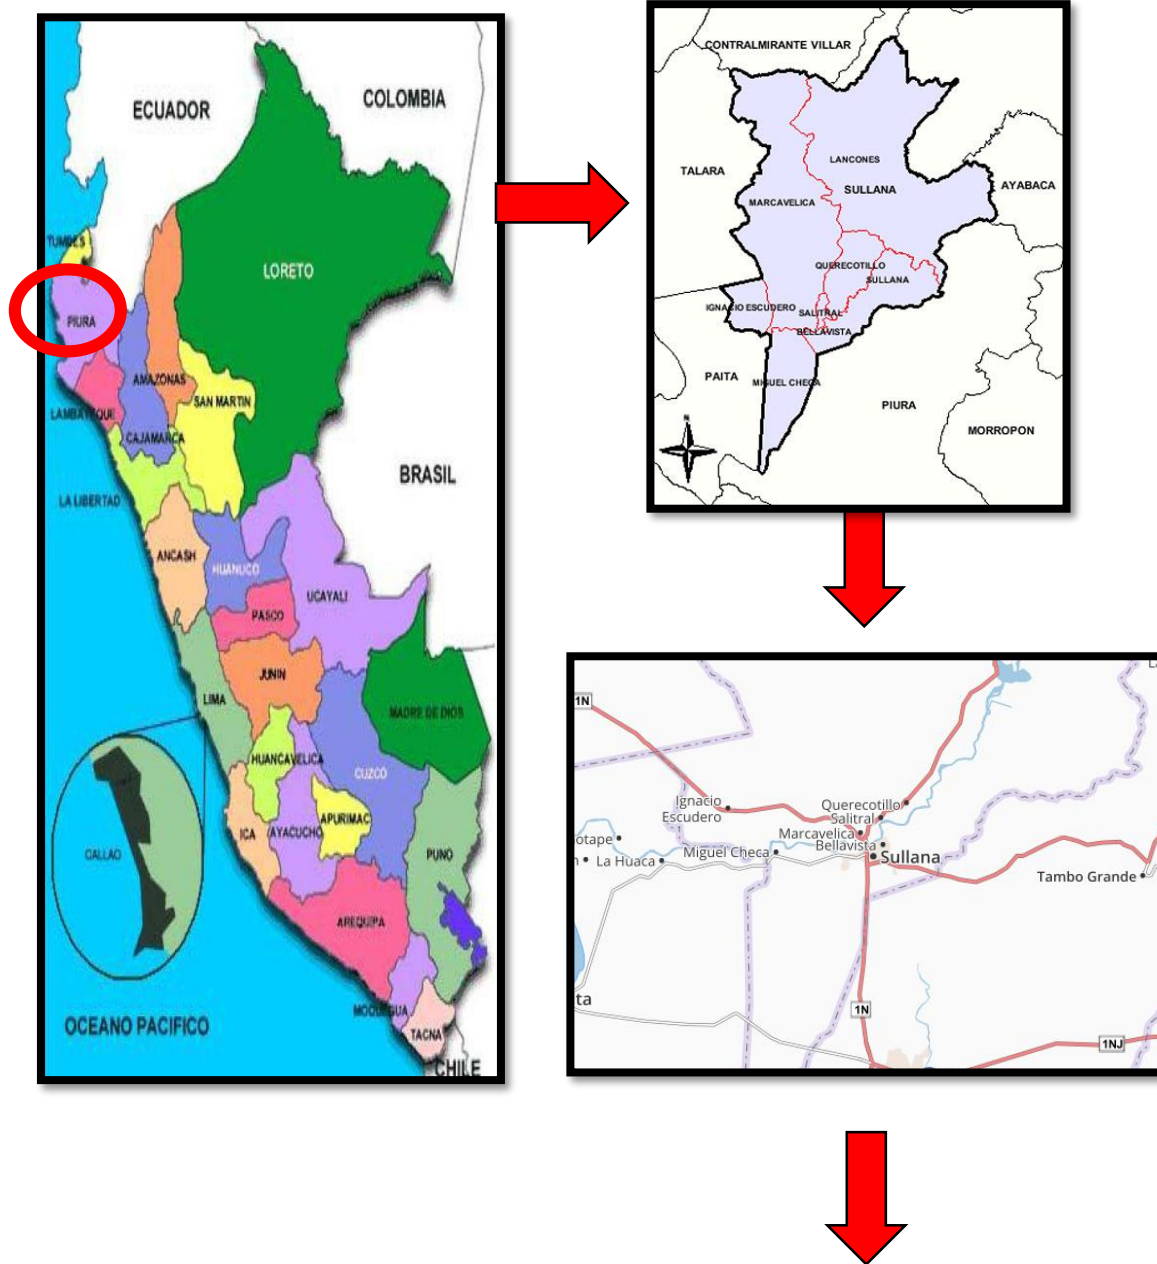 ECUADOR
COLOMBIA
TUMBES
LORETO
PIURA
AMAZONAS
SAN MARTIN
LAMBAYEQUE
CAJAMARCA
BRASIL
LA LIBERTAD
ANCASH
HUANUCO
UCAYALI
PASCO
JUNIN
LIMA
MADRE DE DIOS
HUANCAVELICA
CUZCO
ICA
AYACUCHO
APURIMAC
CALLAO
PUNO
AREQUIPA
MOQUEGUA
OCEANO PACIFICO
TACNA
CHILE
CONTRALMIRANTE VILLAR
LANCONES
TALARA
SULLANA
AYABACA
MARCAVELICA
QUERECOTILLO
SULLANA
IGNACIO ESCUDERO
SALITRAL
BELLAVISTA
PAITA
MIGUEL CHECA
PIURA
N
MORROPON
1N
Ignacio
Escudero
Querecotillo
Salitral
Marcavelica
otape
Bellavista
Miguel Checa
Sullana
La Huaca
Tambo Grande
ta
1N
1NJ